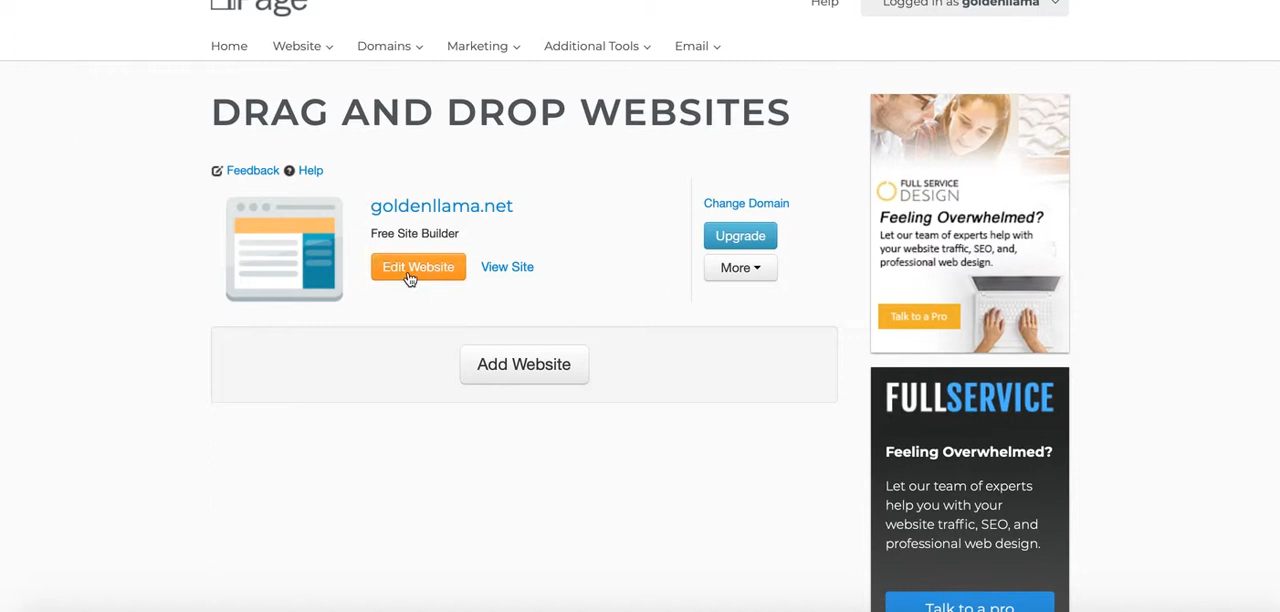 iPage
Help
Logged in as goldenllama
Home
Website
Domains
Marketing
Additional Tools
Email
DRAG AND DROP WEBSITES
Feedback
Help
goldenllama.net
Free Site Builder
Edit Website
View Site
Change Domain
Upgrade
More
Add Website
FULL SERVICE
DESIGN
Feeling Overwhelmed?
Let our team of experts help you with
your website traffic, SEO, and,
professional web design.
Talk to a Pro
FULLSERVICE
Feeling Overwhelmed?
Let our team of experts
help you with your
website traffic, SEO, and
professional web design.
Talk to a pro